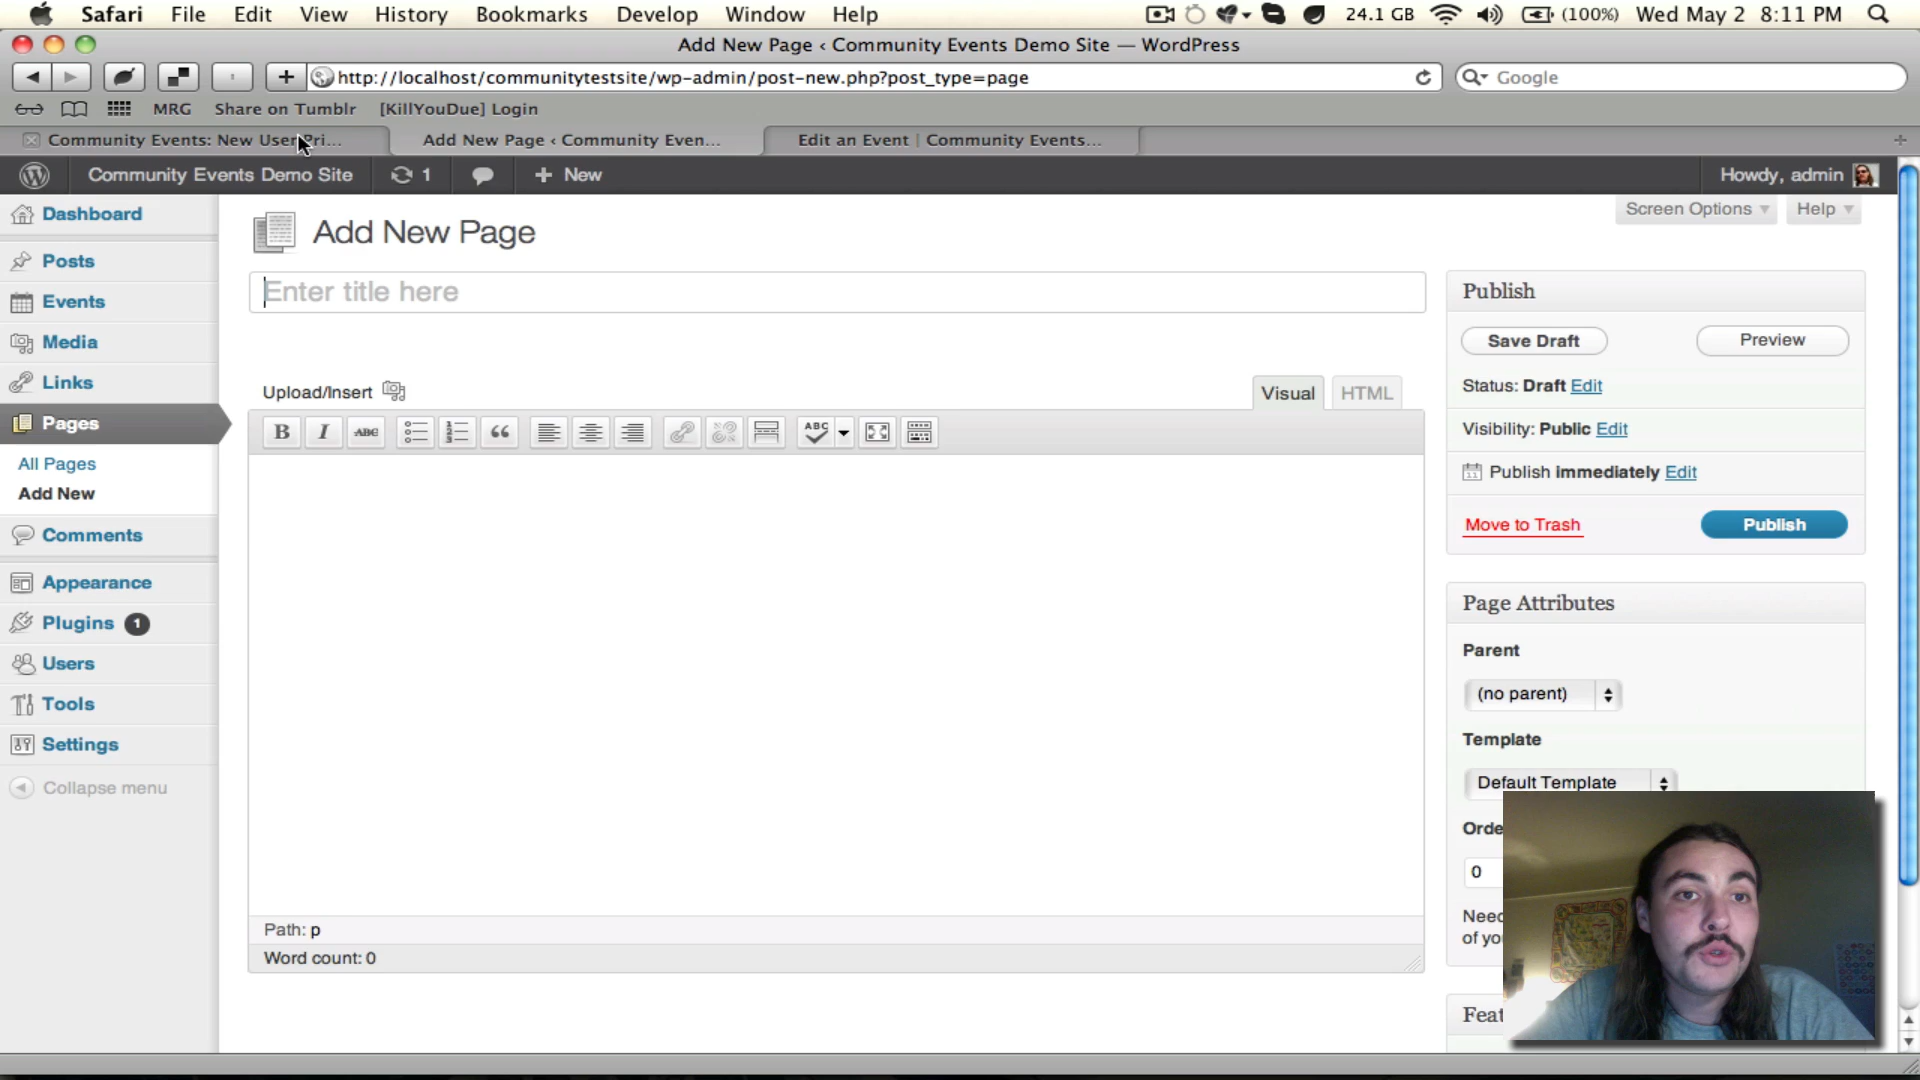 Safari File Edit View History Bookmarks Develop Window Help 24.1 GB (100%) Wed May 2 8:11 PM
Add New Page ‹ Community Events Demo Site — WordPress
http://localhost/communitytestsite/wp-admin/post-new.php?post_type=page
Google
MRG Share on Tumblr [KillYouDue] Login
Community Events: New User Pri...
Add New Page ‹ Community Even...
Edit an Event | Community Events...
Community Events Demo Site 1 + New
Howdy, admin
Screen Options Help
Dashboard
Posts
Events
Media
Links
Pages
All Pages
Add New
Comments
Appearance
Plugins 1
Users
Tools
Settings
Collapse menu
Add New Page
Enter title here
Upload/Insert
Visual HTML
B I ABC ABC
Path: p
Word count: 0
Publish
Save Draft Preview
Status: Draft Edit
Visibility: Public Edit
Publish immediately Edit
Move to Trash Publish
Page Attributes
Parent
(no parent)
Template
Default Template
Orde
0
Need
of yo
Feat